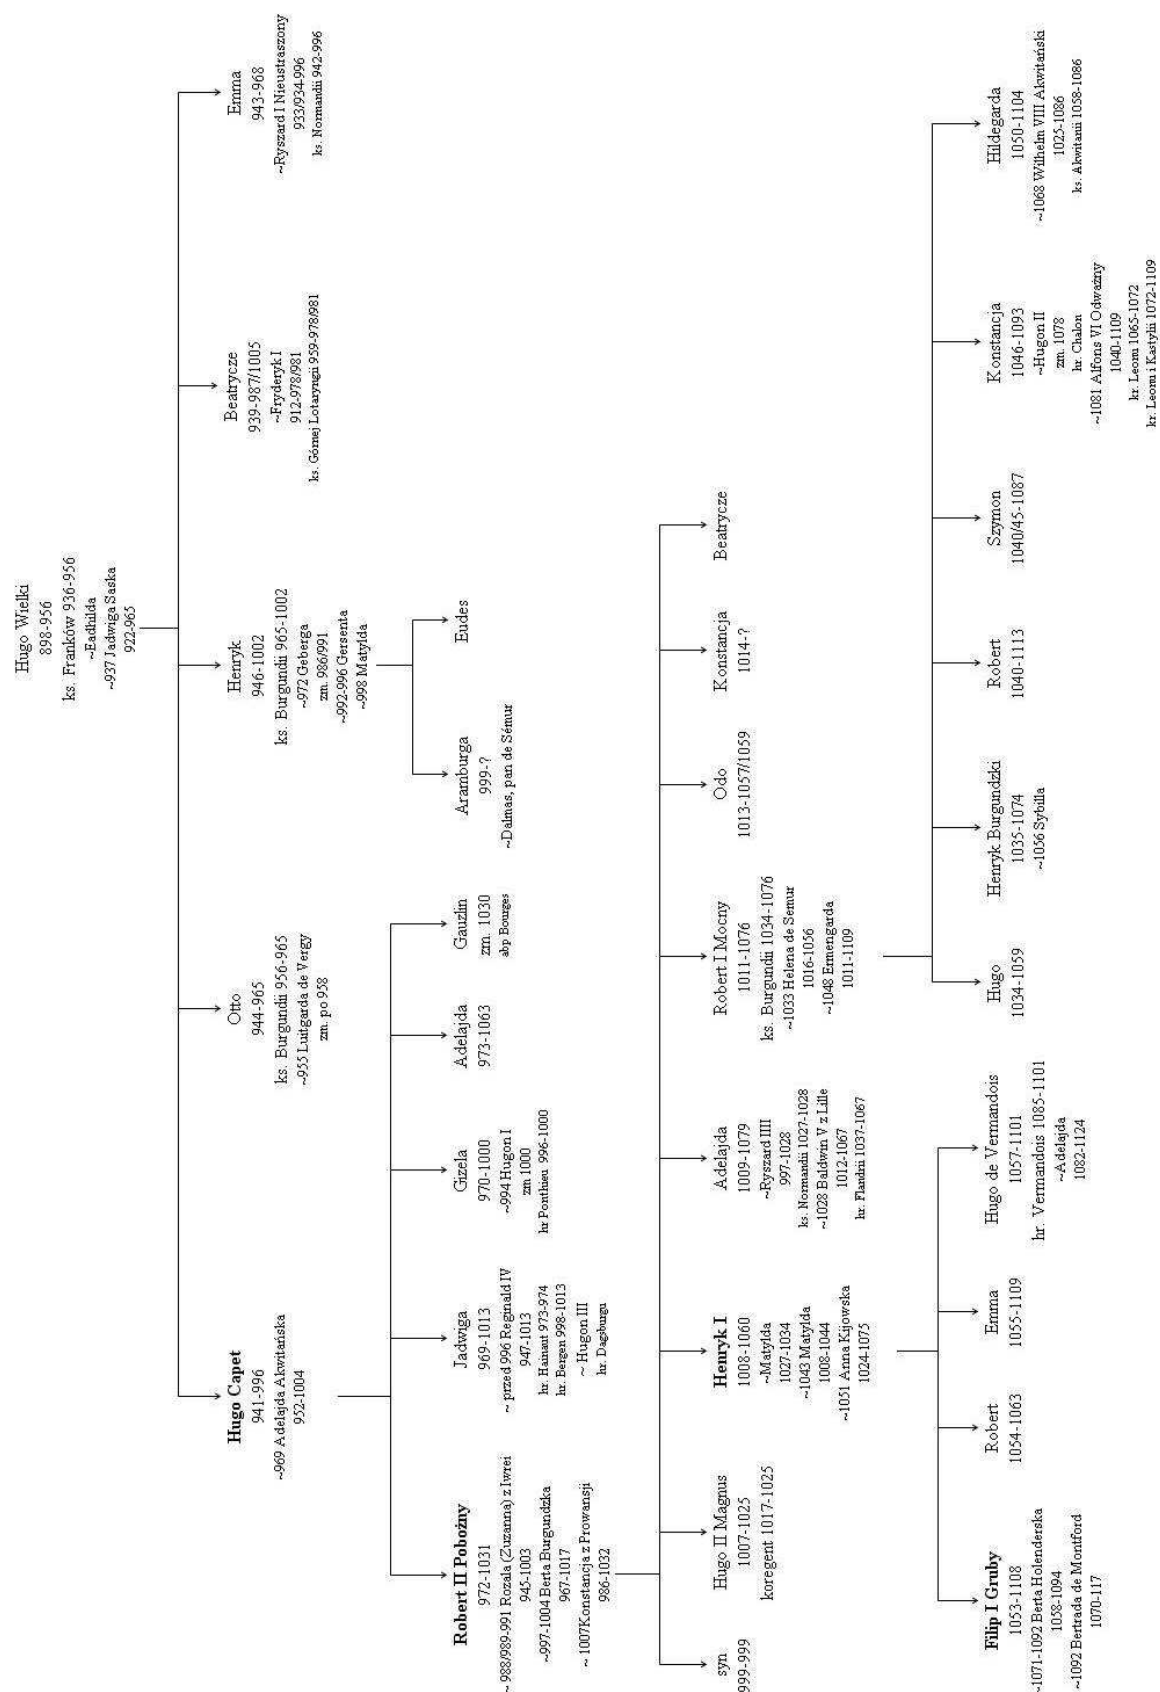 Hugo Wielki
898-956
ks. Franków 936-956
~Eadhilda
~937 Jadwiga Saska
922-965
Hugo Capet
941-996
~969 Adelajda Akwitańska
952-1004
Otto
944-965
ks. Burgundii 956-965
~955 Luitgarda de Vergy
zm. po 958
Henryk
946-1002
ks. Burgundii 965-1002
~972 Geberga
zm. 986/991
~992-996 Gersenta
~998 Matylda
Beatrycze
939-987/1005
~Fryderyk I
912-978/981
ks. Górnej Lotaryngii 959-978/981
Emma
943-968
~Ryszard I Nieustraszony
933/934-996
ks. Normandii 942-996
Robert II Pobożny
972-1031
~ 988/989-991 Rozala (Zuzanna) z Iwrei
945-1003
~997-1004 Berta Burgundzka
967-1017
~ 1007Konstancja z Prowansji
986-1032
Jadwiga
969-1013
~ przed 996 Reginald IV
947-1013
hr. Hainaut 973-974
hr. Bergen 998-1013
~ Hugon III
hr. Dagsburgu
Gizela
970-1000
~994 Hugon I
zm 1000
hr Ponthieu 996-1000
Adelajda
973-1063
Gauzlin
zm. 1030
abp Bourges
Aramburga
999-?
~Dalmas, pan de Sémur
Eudes
syn
999-999
Hugo II Magnus
1007-1025
koregent 1017-1025
Henryk I
1008-1060
~Matylda
1027-1034
~1043 Matylda
1008-1044
~1051 Anna Kijowska
1024-1075
Adelajda
1009-1079
~Ryszard IIII
997-1028
ks. Normandii 1027-1028
~1028 Baldwin V z Lille
1012-1067
hr. Flandrii 1037-1067
Robert I Mocny
1011-1076
ks. Burgundii 1034-1076
~1033 Helena de Semur
1016-1056
~1048 Ermengarda
1011-1109
Odo
1013-1057/1059
Konstancja
1014-?
Beatrycze
Filip I Gruby
1053-1108
~1071-1092 Berta Holenderska
1058-1094
~1092 Bertrada de Montford
1070-117
Robert
1054-1063
Emma
1055-1109
Hugo de Vermandois
1057-1101
hr. Vermandois 1085-1101
~Adelajda
1082-1124
Hugo
1034-1059
Henryk Burgundzki
1035-1074
~1056 Sybilla
Robert
1040-1113
Szymon
1040/45-1087
Konstancja
1046-1093
~Hugon II
zm. 1078
hr. Chalon
~1081 Alfons VI Odważny
1040-1109
kr. Leonu 1065-1072
kr. Leonu i Kastylii 1072-1109
Hildegarda
1050-1104
~1068 Wilhelm VIII Akwitański
1025-1086
ks. Akwitanii 1058-1086